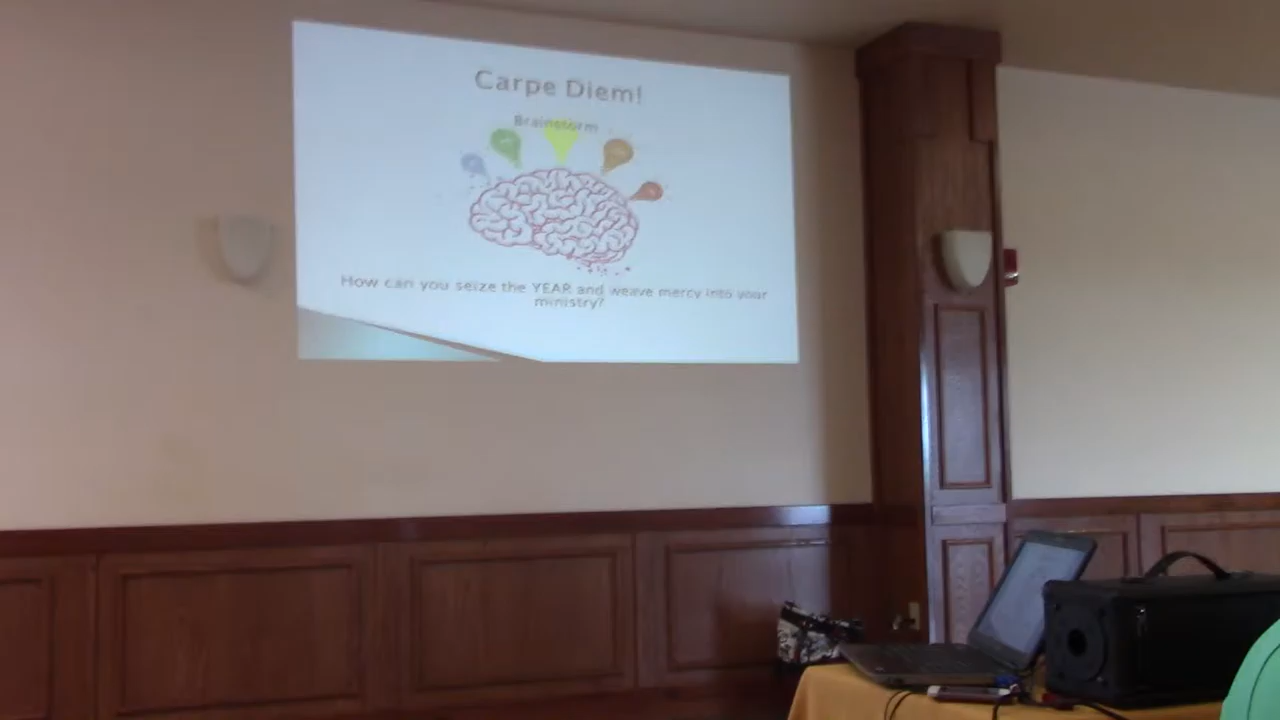 Carpe Diem!
Brainstorm
How can you seize the YEAR and weave mercy into your
ministry?